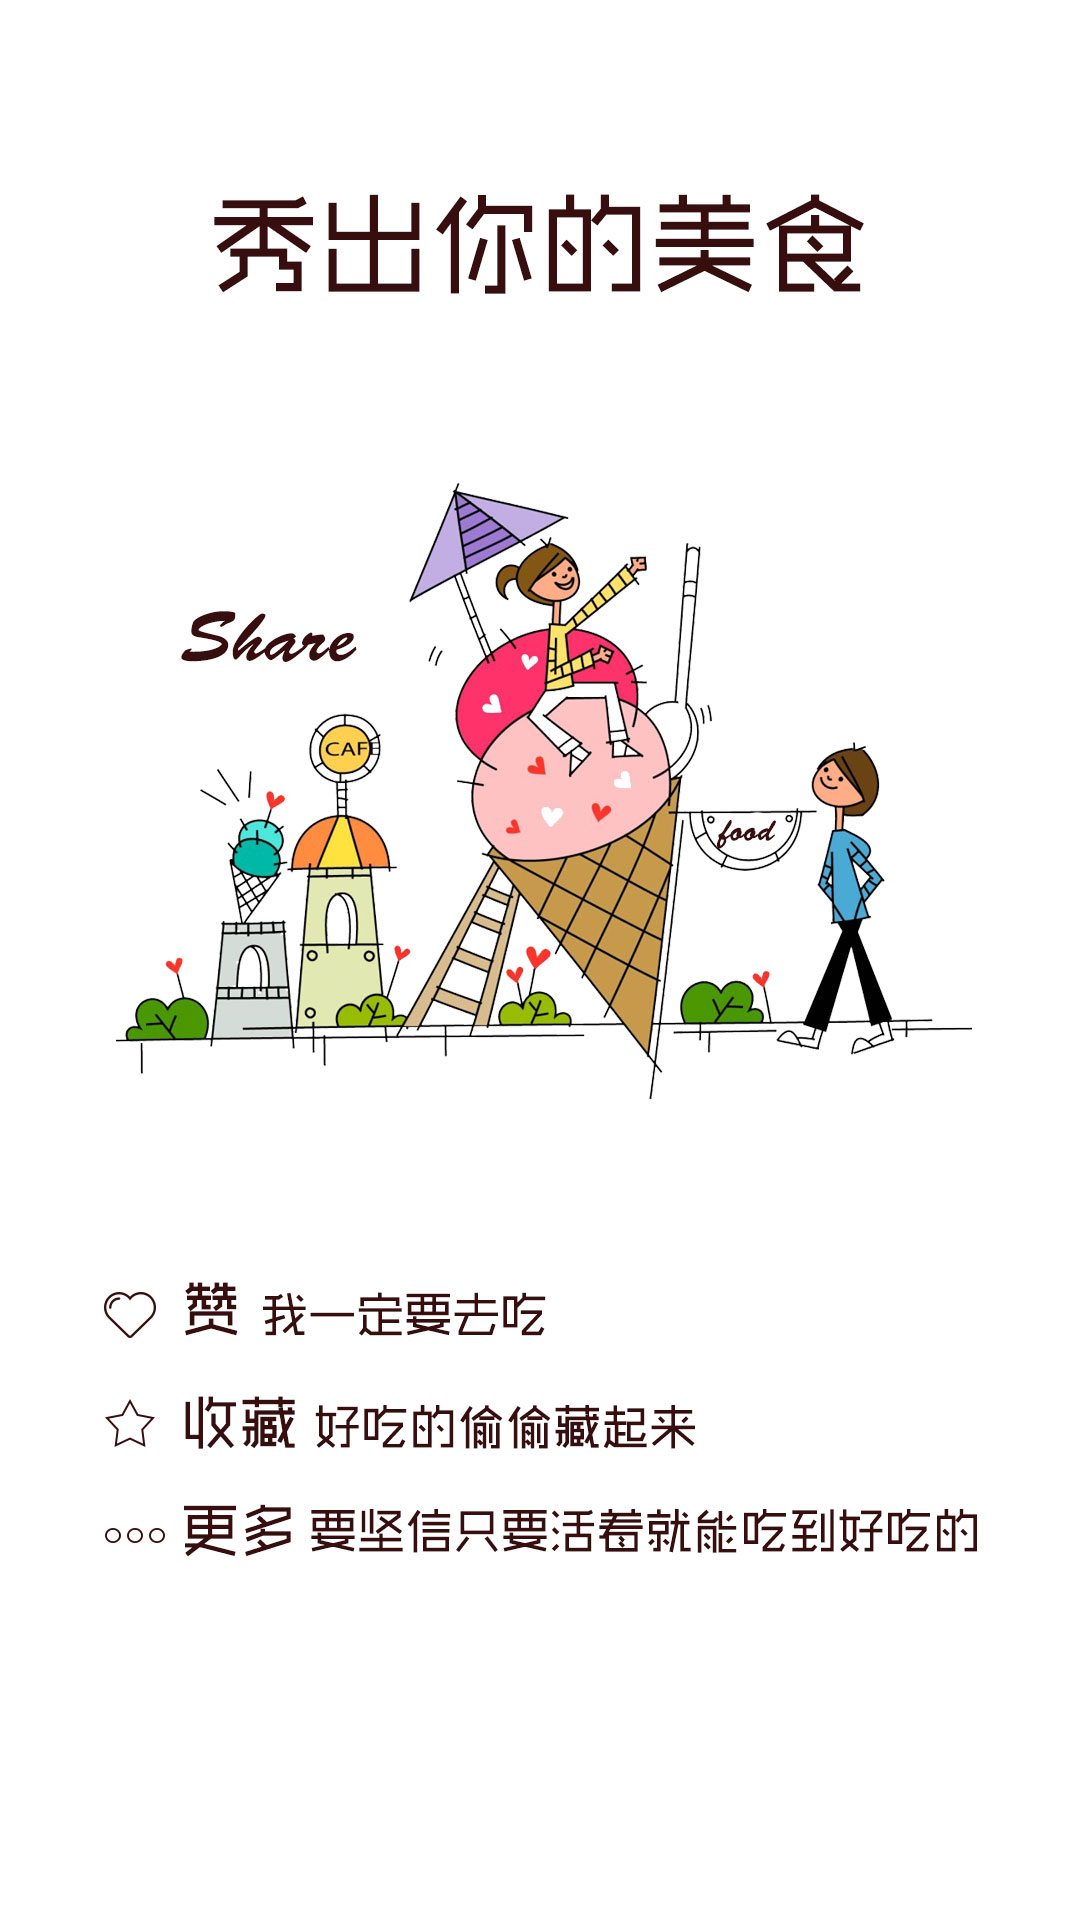 秀出你的美食
Share
CAFE
food
赞 我一定要去吃
收藏 好吃的偷偷藏起来
更多 要坚信只要活着就能吃到好吃的